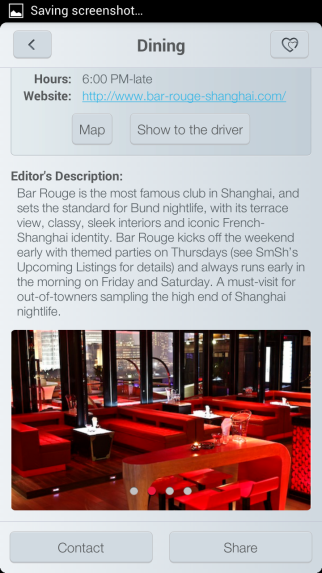 Saving screenshot...
Dining
Hours: 6:00 PM-late
Website: http://www.bar-rouge-shanghai.com/
Map
Show to the driver
Editor's Description:
Bar Rouge is the most famous club in Shanghai, and
sets the standard for Bund nightlife, with its terrace
view, classy, sleek interiors and iconic French-
Shanghai identity. Bar Rouge kicks off the weekend
early with themed parties on Thursdays (see SmSh's
Upcoming Listings for details) and always runs early in
the morning on Friday and Saturday. A must-visit for
out-of-towners sampling the high end of Shanghai
nightlife.
Contact
Share